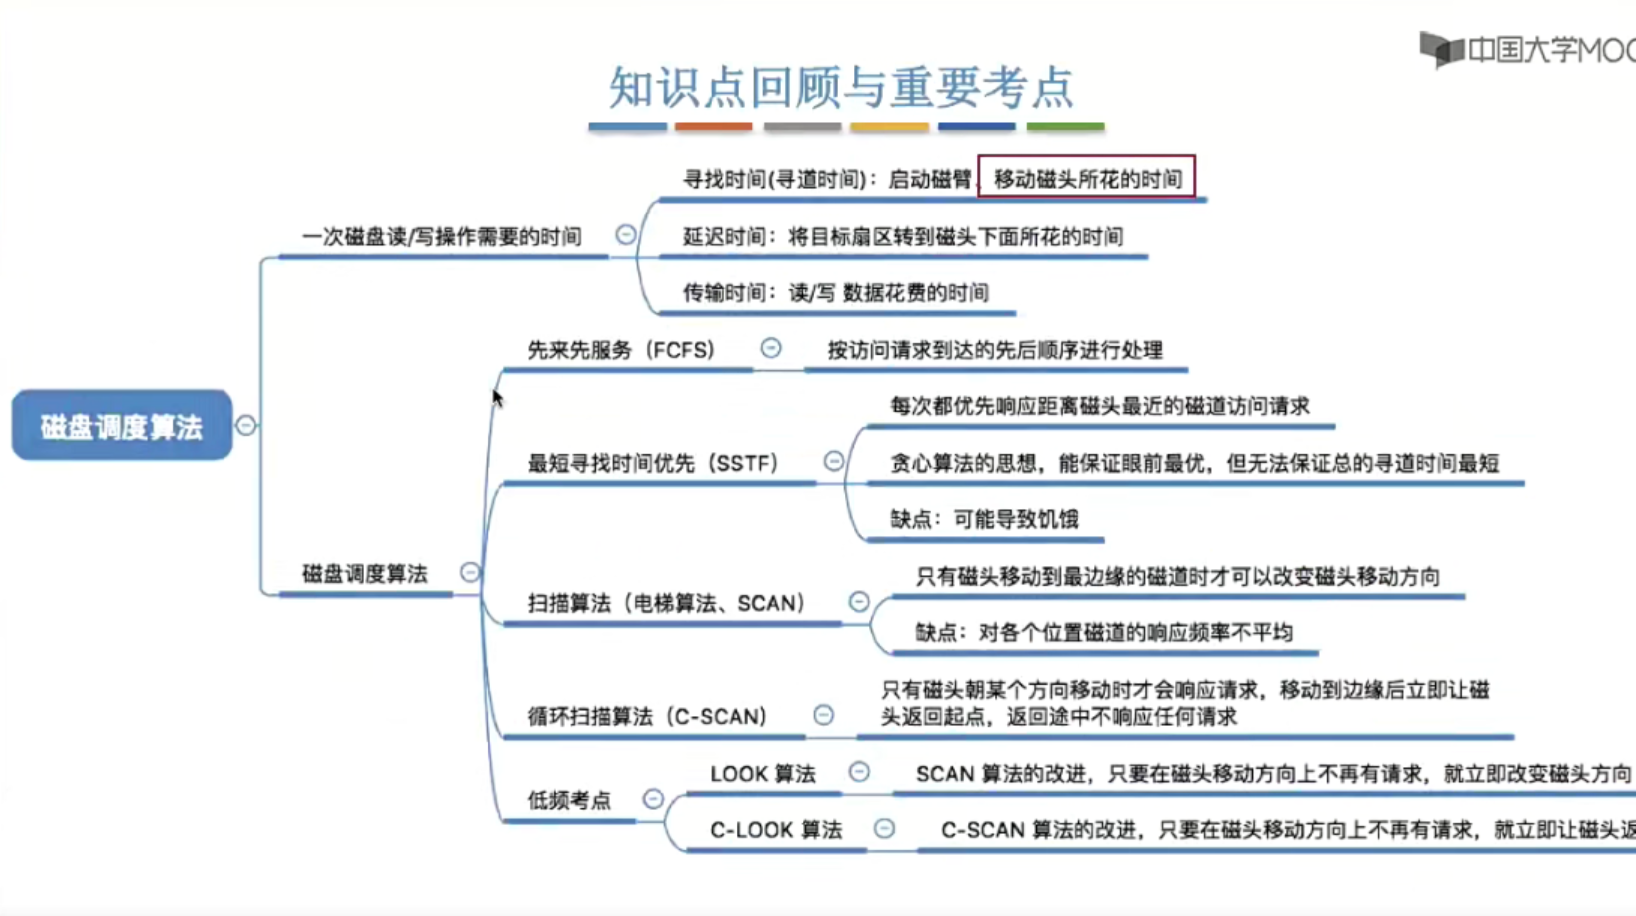 中国大学MOO
知识点回顾与重要考点
寻找时间(寻道时间)：启动磁臂、移动磁头所花的时间
一次磁盘读/写操作需要的时间
延迟时间：将目标扇区转到磁头下面所花的时间
传输时间：读/写 数据花费的时间
先来先服务（FCFS）
按访问请求到达的先后顺序进行处理
每次都优先响应距离磁头最近的磁道访问请求
磁盘调度算法
最短寻找时间优先（SSTF）
贪心算法的思想，能保证眼前最优，但无法保证总的寻道时间最短
缺点：可能导致饥饿
磁盘调度算法
只有磁头移动到最边缘的磁道时才可以改变磁头移动方向
扫描算法（电梯算法、SCAN）
缺点：对各个位置磁道的响应频率不平均
只有磁头朝某个方向移动时才会响应请求，移动到边缘后立即让磁
头返回起点，返回途中不响应任何请求
循环扫描算法（C-SCAN）
LOOK 算法
SCAN 算法的改进，只要在磁头移动方向上不再有请求，就立即改变磁头方向
低频考点
C-LOOK 算法
C-SCAN 算法的改进，只要在磁头移动方向上不再有请求，就立即让磁头返